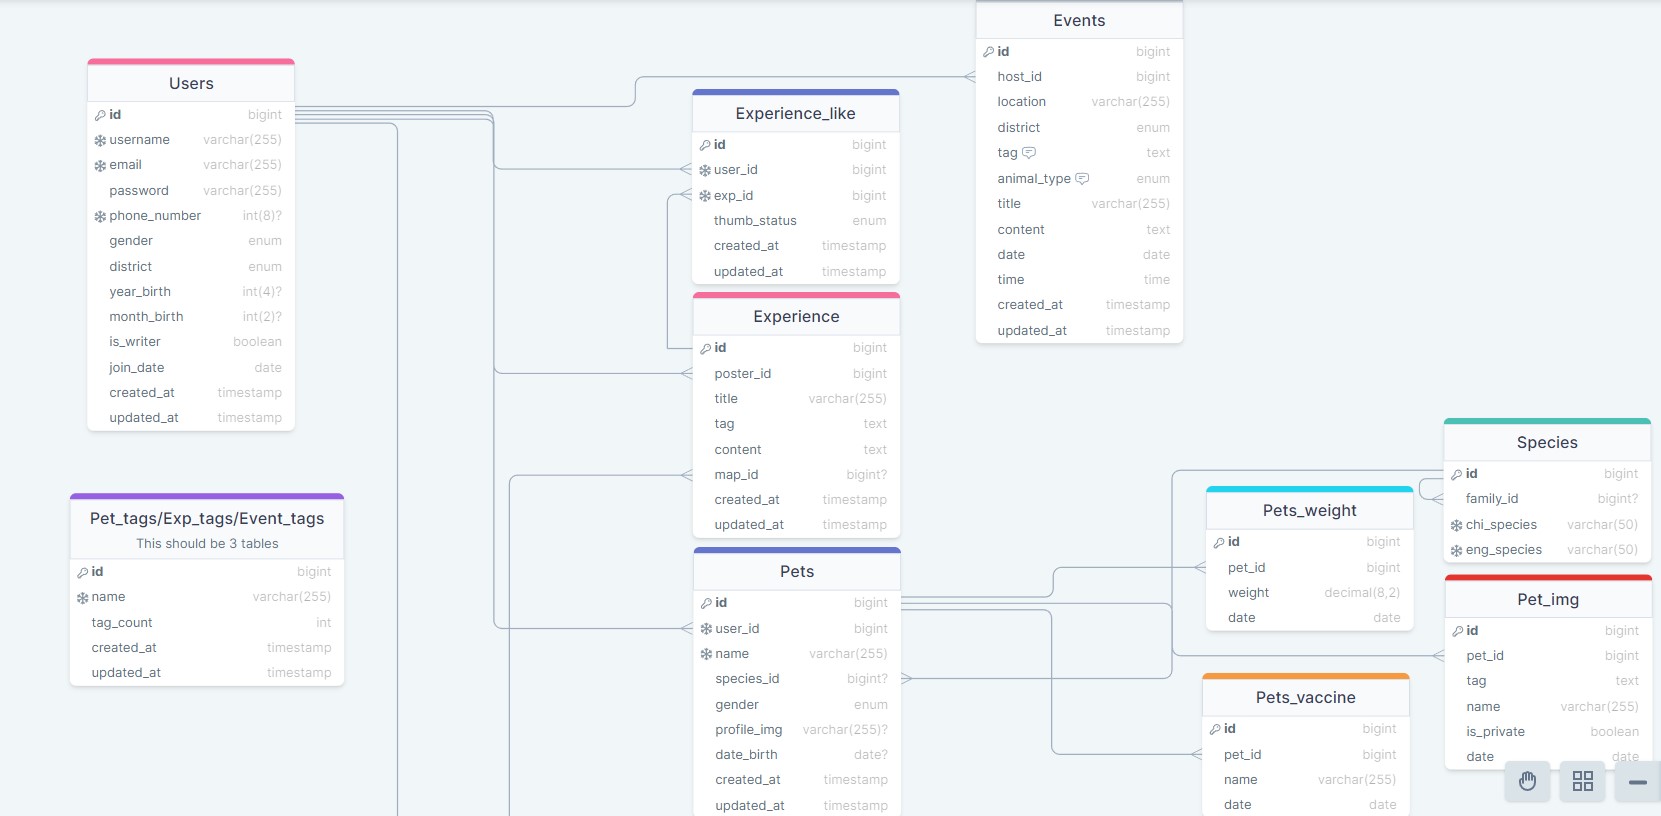 Users
id bigint
username varchar(255)
email varchar(255)
password varchar(255)
phone_number int(8)?
gender enum
district enum
year_birth int(4)?
month_birth int(2)?
is_writer boolean
join_date date
created_at timestamp
updated_at timestamp
Pet_tags/Exp_tags/Event_tags
This should be 3 tables
id bigint
name varchar(255)
tag_count int
created_at timestamp
updated_at timestamp
Experience_like
id bigint
user_id bigint
exp_id bigint
thumb_status enum
created_at timestamp
updated_at timestamp
Experience
id bigint
poster_id bigint
title varchar(255)
tag text
content text
map_id bigint?
created_at timestamp
updated_at timestamp
Pets
id bigint
user_id bigint
name varchar(255)
species_id bigint?
gender enum
profile_img varchar(255)?
date_birth date?
created_at timestamp
updated_at timestamp
Events
id bigint
host_id bigint
location varchar(255)
district enum
tag text
animal_type enum
title varchar(255)
content text
date date
time time
created_at timestamp
updated_at timestamp
Pets_weight
id bigint
pet_id bigint
weight decimal(8,2)
date date
Pets_vaccine
id bigint
pet_id bigint
name varchar(255)
date date
Species
id bigint
family_id bigint?
chi_species varchar(50)
eng_species varchar(50)
Pet_img
id bigint
pet_id bigint
tag text
name varchar(255)
is_private boolean
date date